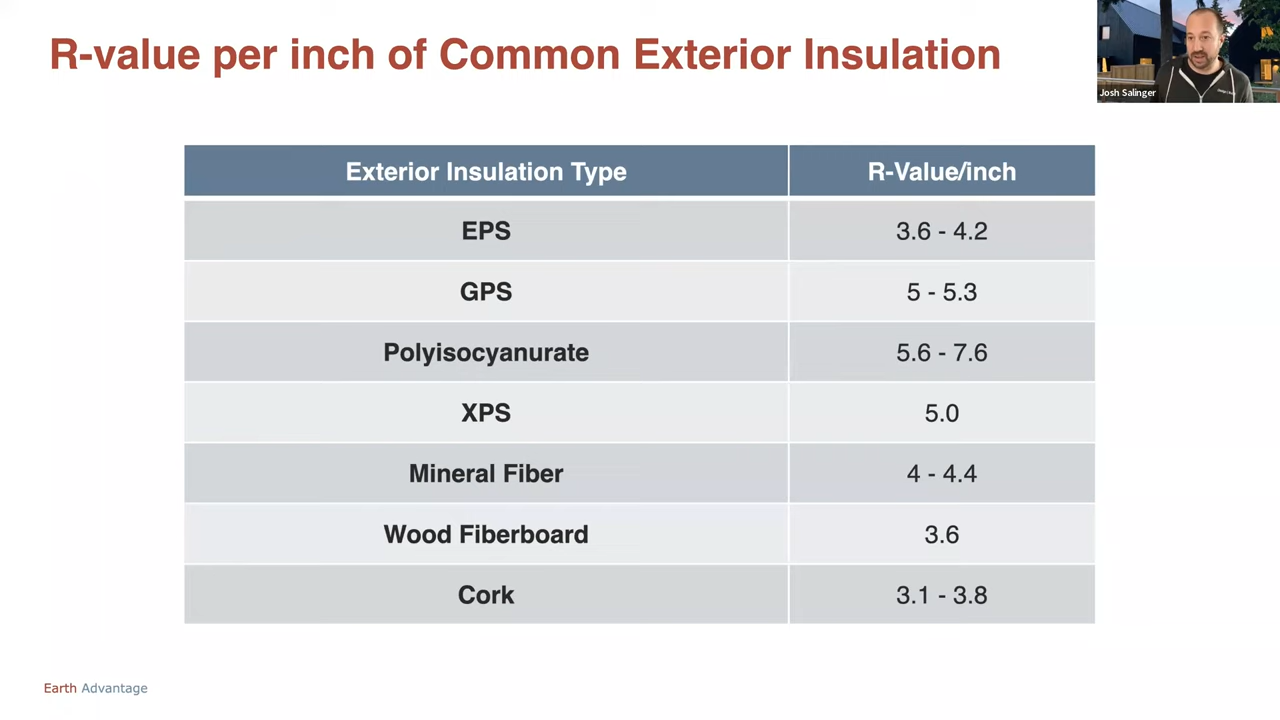 R-value per inch of Common Exterior Insulation
Josh Salinger
Exterior Insulation Type R-Value/inch
EPS 3.6 - 4.2
GPS 5 - 5.3
Polyisocyanurate 5.6 - 7.6
XPS 5.0
Mineral Fiber 4 - 4.4
Wood Fiberboard 3.6
Cork 3.1 - 3.8
Earth Advantage